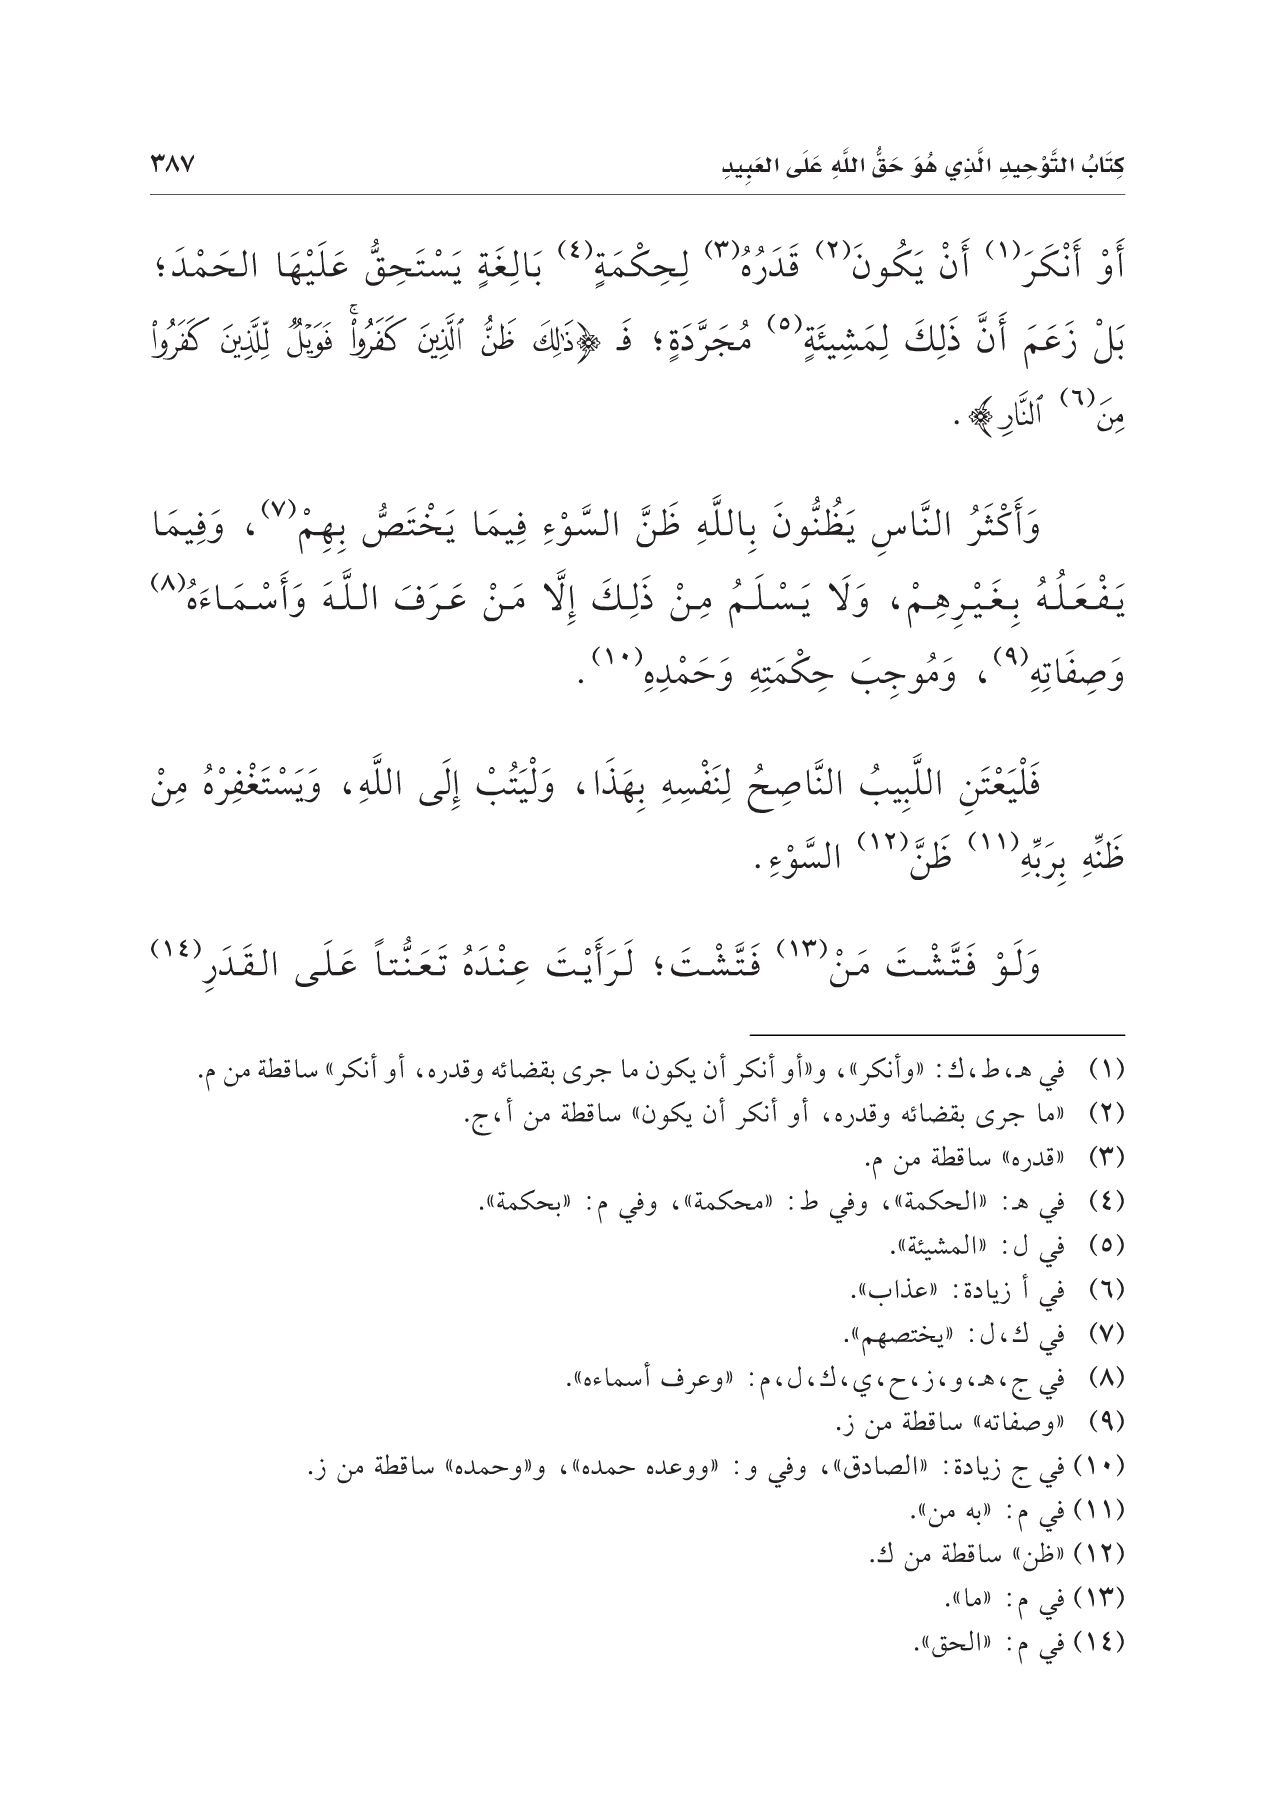 كِتَابُ التَّوْحِيدِ الَّذِي هُوَ حَقُّ اللَّهِ عَلَى العَبِيدِ ٣٨٧
أَوْ أَنْكَرَ(١) أَنْ يَكُونَ(٢) قَدَرُهُ(٣) لِحِكْمَةٍ(٤) بَالِغَةٍ يَسْتَحِقُّ عَلَيْهَا الحَمْدَ؛
بَلْ زَعَمَ أَنَّ ذَلِكَ لِمَشِيئَةٍ(٥) مُجَرَّدَةٍ؛ فَـ ﴿ذَٰلِكَ ظَنُّ ٱلَّذِينَ كَفَرُوا۟ۚ فَوَيْلٌ لِّلَّذِينَ كَفَرُوا۟
مِنَ(٦) ٱلنَّارِ﴾.
وَأَكْثَرُ النَّاسِ يَظُنُّونَ بِاللَّهِ ظَنَّ السَّوْءِ فِيمَا يَخْتَصُّ بِهِمْ(٧)، وَفِيمَا
يَفْعَلُهُ بِغَيْرِهِمْ، وَلَا يَسْلَمُ مِنْ ذَلِكَ إِلَّا مَنْ عَرَفَ اللَّهَ وَأَسْمَاءَهُ(٨)
وَصِفَاتِهِ(٩)، وَمُوجِبَ حِكْمَتِهِ وَحَمْدِهِ(١٠).
فَلْيَعْتَنِ اللَّبِيبُ النَّاصِحُ لِنَفْسِهِ بِهَذَا، وَلْيَتُبْ إِلَى اللَّهِ، وَيَسْتَغْفِرْهُ مِنْ
ظَنِّهِ بِرَبِّهِ(١١) ظَنَّ(١٢) السَّوْءِ.
وَلَوْ فَتَّشْتَ مَنْ(١٣) فَتَّشْتَ؛ لَرَأَيْتَ عِنْدَهُ تَعَنُّتاً عَلَى القَدَرِ(١٤)
(١) في هـ،ط،ك: «وأنكر»، و«أو أنكر أن يكون ما جرى بقضائه وقدره، أو أنكر» ساقطة من م.
(٢) «ما جرى بقضائه وقدره، أو أنكر أن يكون» ساقطة من أ،ج.
(٣) «قدره» ساقطة من م.
(٤) في هـ: «الحكمة»، وفي ط: «محكمة»، وفي م: «بحكمة».
(٥) في ل: «المشيئة».
(٦) في أ زيادة: «عذاب».
(٧) في ك،ل: «يختصهم».
(٨) في ج،هـ،و،ز،ح،ي،ك،ل،م: «وعرف أسماءه».
(٩) «وصفاته» ساقطة من ز.
(١٠) في ج زيادة: «الصادق»، وفي و: «ووعده حمده»، و«وحمده» ساقطة من ز.
(١١) في م: «به من».
(١٢) «ظن» ساقطة من ك.
(١٣) في م: «ما».
(١٤) في م: «الحق».